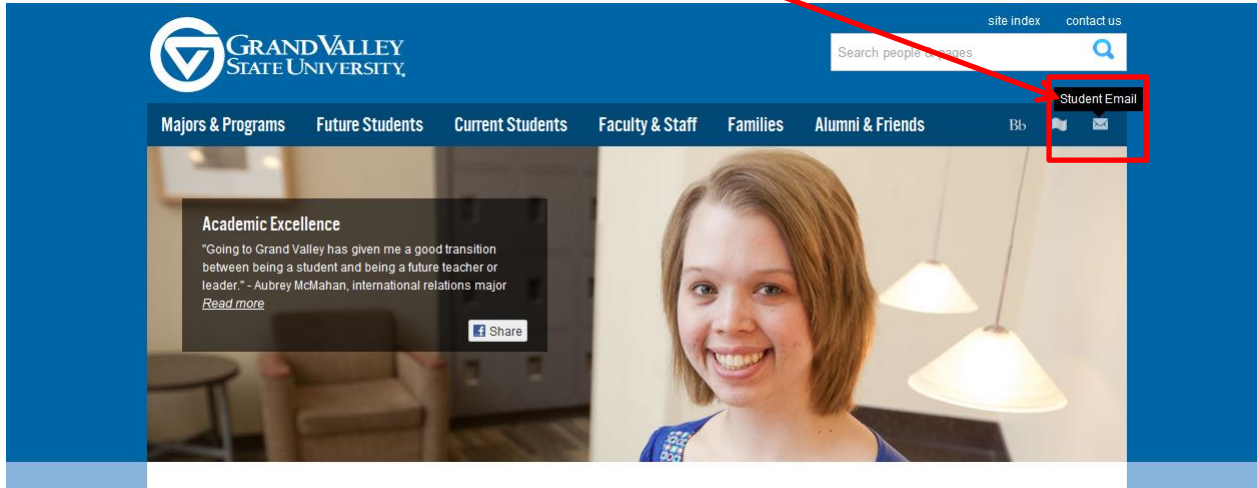 site index contact us
GRAND VALLEY
STATE UNIVERSITY.
Search people & pages
Student Email
Majors & Programs Future Students Current Students Faculty & Staff Families Alumni & Friends Bb
Academic Excellence
"Going to Grand Valley has given me a good transition
between being a student and being a future teacher or
leader." - Aubrey McMahan, international relations major
Read more
f Share